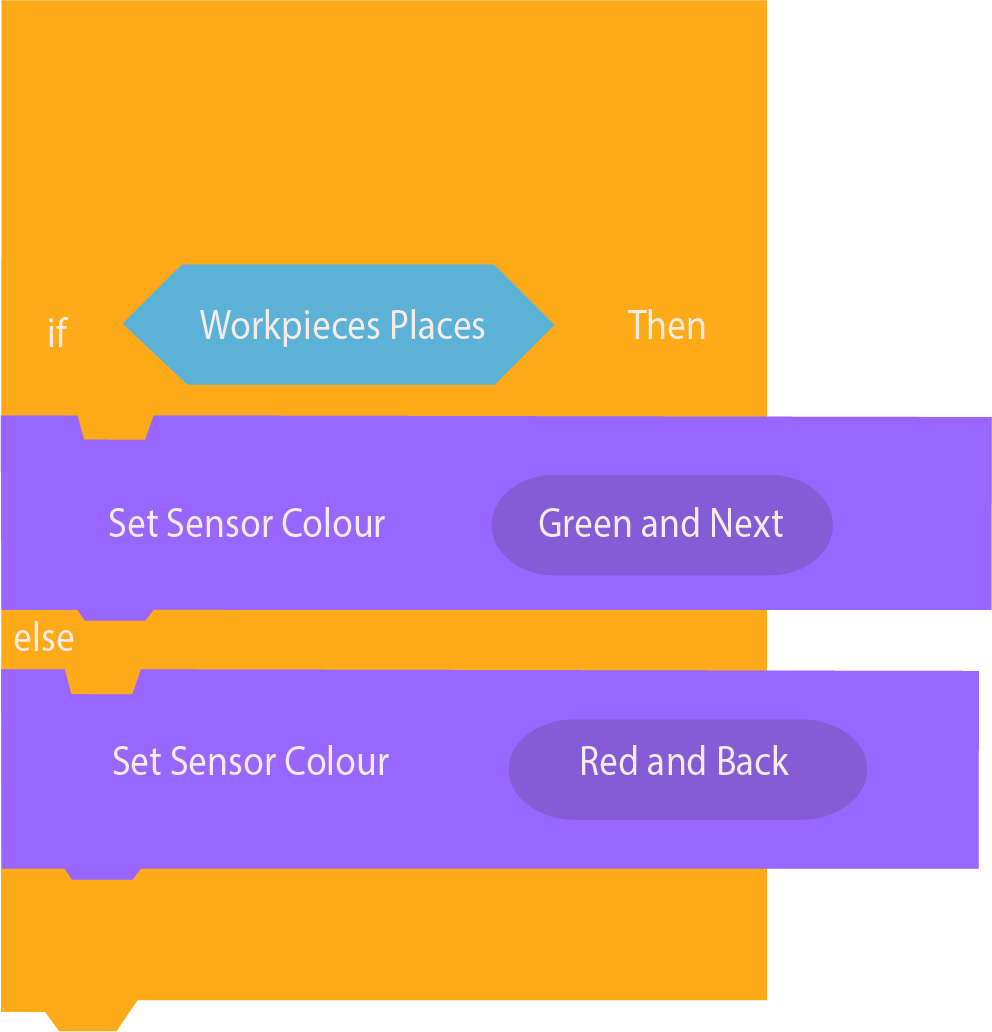 if Workpieces Places Then
Set Sensor Colour Green and Next
else
Set Sensor Colour Red and Back